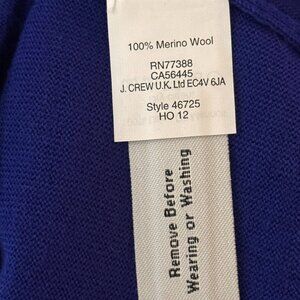 100% Merino Wool
RN77388
CA56445
J. CREW U.K. Ltd EC4V 6JA
Style 46725
HO 12
Remove Before
Wearing or Washing